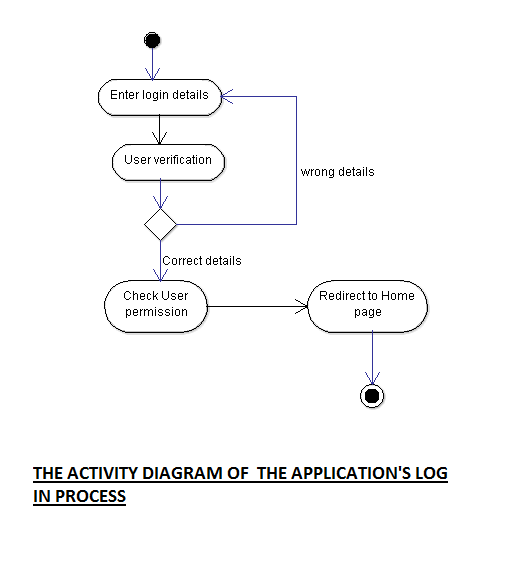 Enter login details
User verification
wrong details
Correct details
Check User
permission
Redirect to Home
page
THE ACTIVITY DIAGRAM OF  THE APPLICATION'S LOG
IN PROCESS